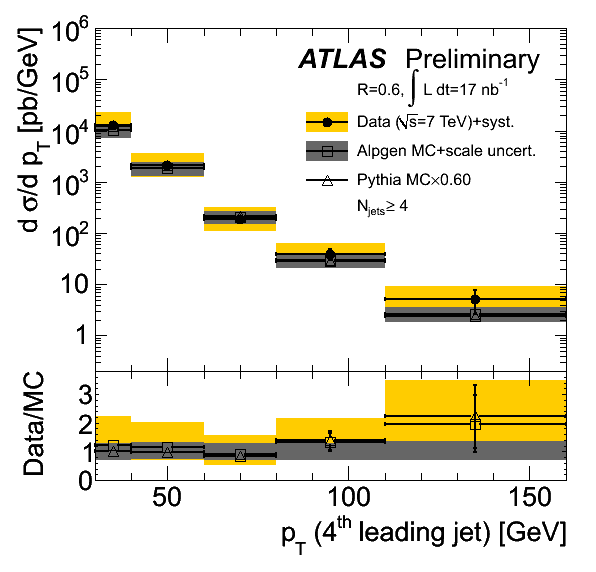 10⁶
10⁵
10⁴
10³
10²
10
1
d σ/d p_T [pb/GeV]
ATLAS Preliminary
R=0.6, ∫ L dt=17 nb⁻¹
Data (√s=7 TeV)+syst.
Alpgen MC+scale uncert.
Pythia MC×0.60
N_jets ≥ 4
Data/MC
3
2
1
0
50 100 150
p_T (4ᵗʰ leading jet) [GeV]